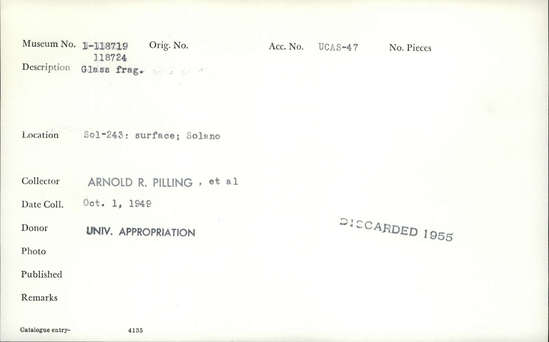 Museum No. 1-118719 Orig. No. Acc. No. UCAS-47 No. Pieces
118724
Description Glass frag.
Location Sol-243: surface; Solano
Collector ARNOLD R. PILLING , et al
Date Coll. Oct. 1, 1949
Donor UNIV. APPROPRIATION
DISCARDED 1955
Photo
Published
Remarks
Catalogue entry- 4135